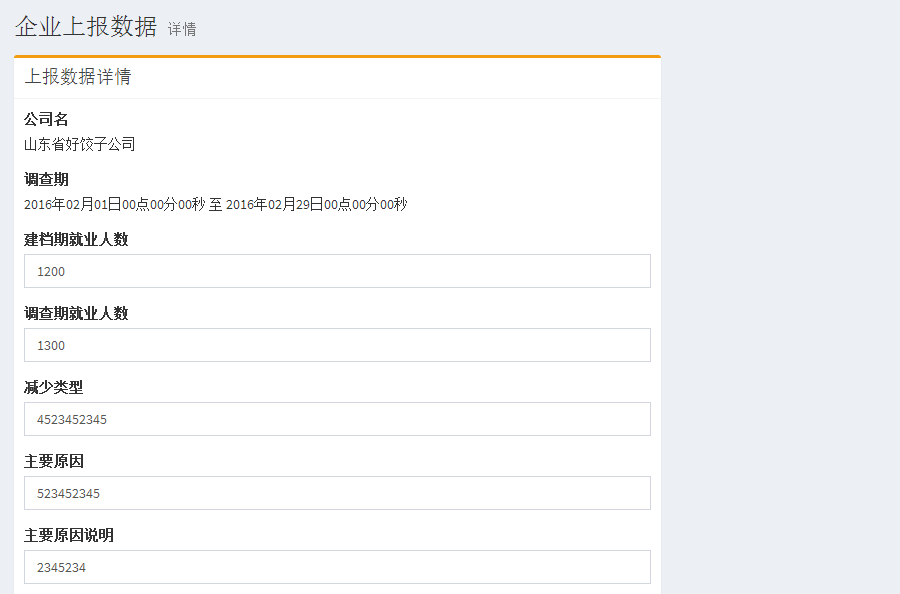 企业上报数据 详情
上报数据详情
公司名
山东省好饺子公司
调查期
2016年02月01日00点00分00秒 至 2016年02月29日00点00分00秒
建档期就业人数
1200
调查期就业人数
1300
减少类型
4523452345
主要原因
523452345
主要原因说明
2345234